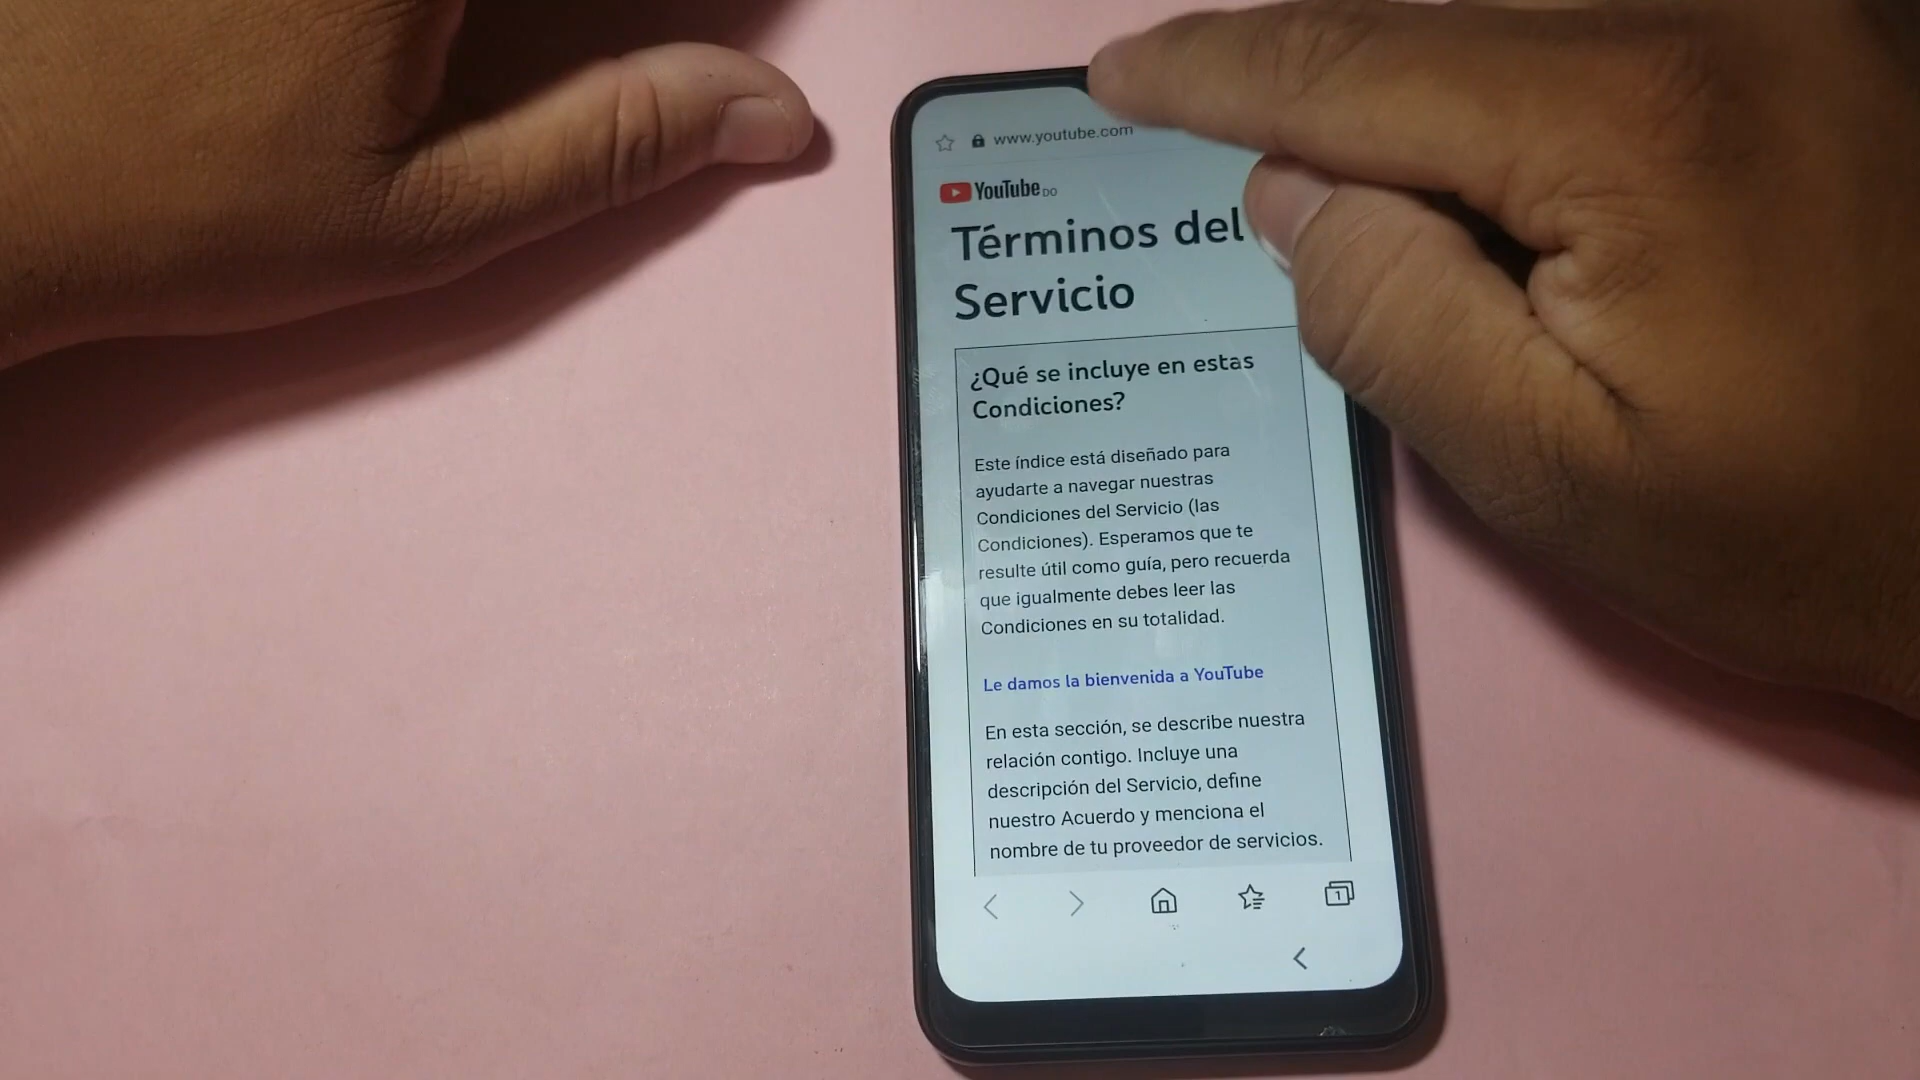 www.youtube.com
YouTube DO
Términos del
Servicio
¿Qué se incluye en estas
Condiciones?
Este índice está diseñado para
ayudarte a navegar nuestras
Condiciones del Servicio (las
Condiciones). Esperamos que te
resulte útil como guía, pero recuerda
que igualmente debes leer las
Condiciones en su totalidad.
Le damos la bienvenida a YouTube
En esta sección, se describe nuestra
relación contigo. Incluye una
descripción del Servicio, define
nuestro Acuerdo y menciona el
nombre de tu proveedor de servicios.
1